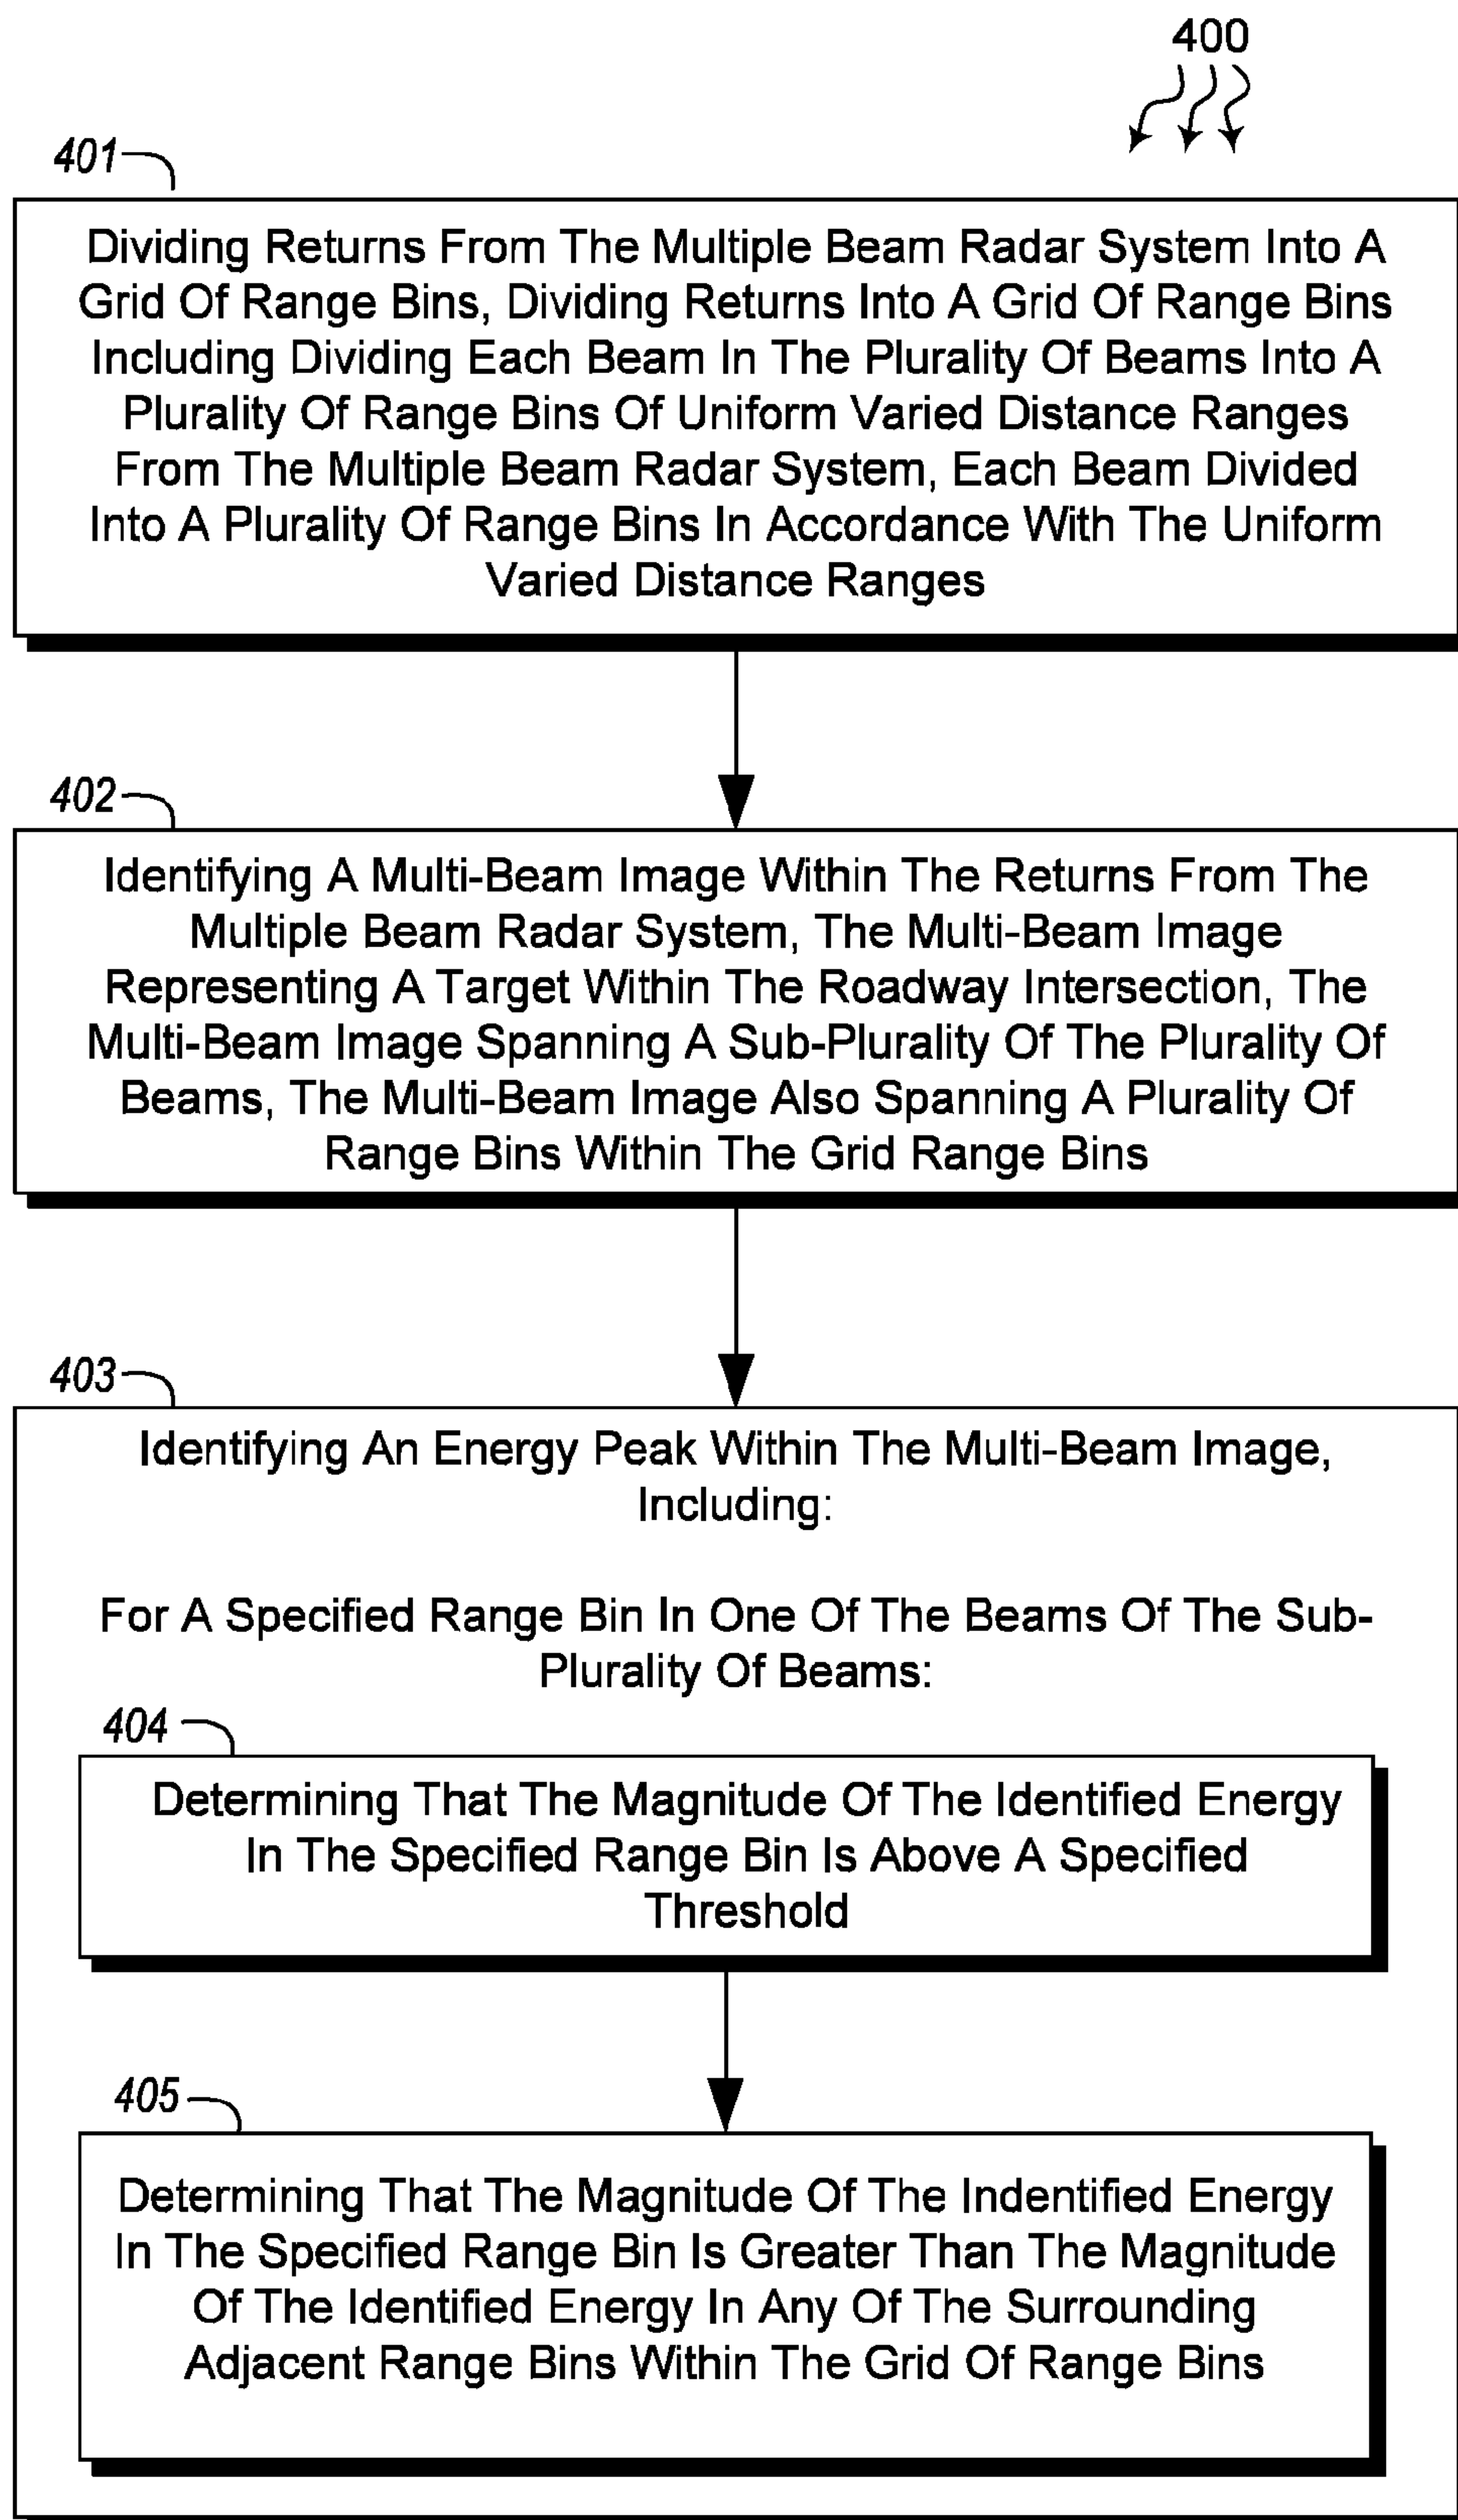 400
401
Dividing Returns From The Multiple Beam Radar System Into A
Grid Of Range Bins, Dividing Returns Into A Grid Of Range Bins
Including Dividing Each Beam In The Plurality Of Beams Into A
Plurality Of Range Bins Of Uniform Varied Distance Ranges
From The Multiple Beam Radar System, Each Beam Divided
Into A Plurality Of Range Bins In Accordance With The Uniform
Varied Distance Ranges
402
Identifying A Multi-Beam Image Within The Returns From The
Multiple Beam Radar System, The Multi-Beam Image
Representing A Target Within The Roadway Intersection, The
Multi-Beam Image Spanning A Sub-Plurality Of The Plurality Of
Beams, The Multi-Beam Image Also Spanning A Plurality Of
Range Bins Within The Grid Range Bins
403
Identifying An Energy Peak Within The Multi-Beam Image,
Including:
For A Specified Range Bin In One Of The Beams Of The Sub-
Plurality Of Beams:
404
Determining That The Magnitude Of The Identified Energy
In The Specified Range Bin Is Above A Specified
Threshold
405
Determining That The Magnitude Of The Indentified Energy
In The Specified Range Bin Is Greater Than The Magnitude
Of The Identified Energy In Any Of The Surrounding
Adjacent Range Bins Within The Grid Of Range Bins